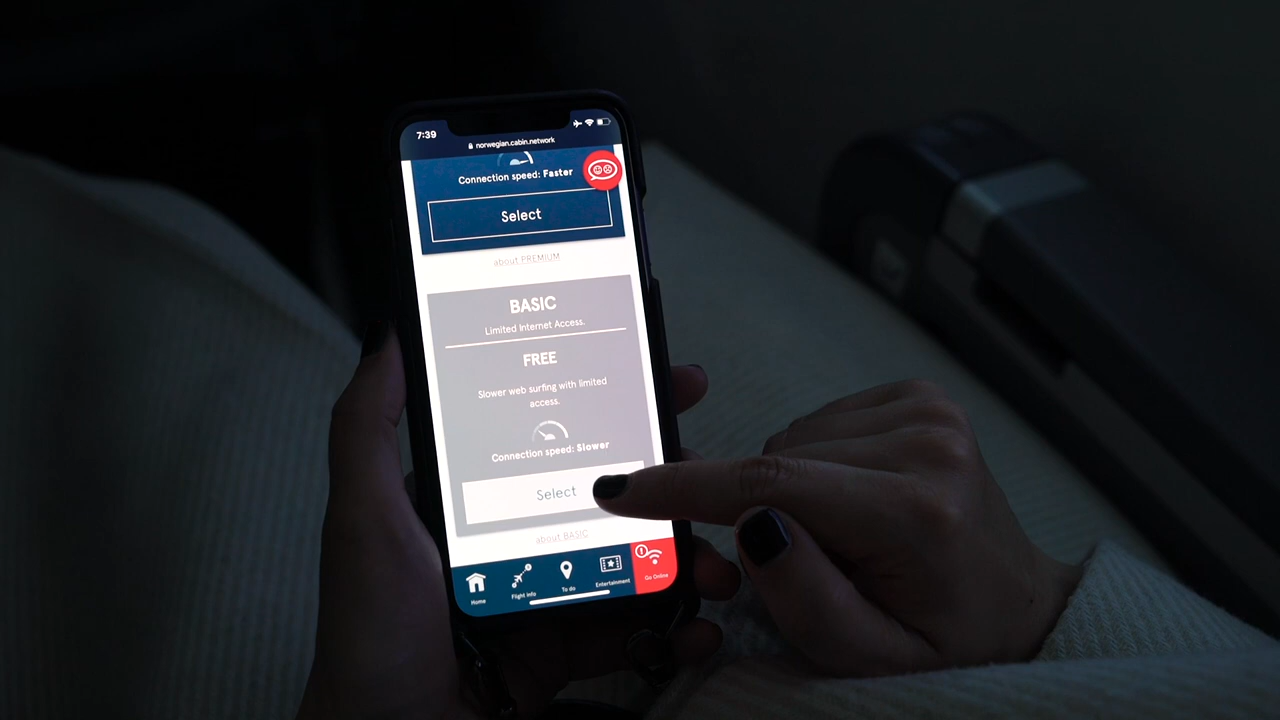 7:39
norwegian.cabin.network
Connection speed: Faster
Select
about PREMIUM
BASIC
Limited Internet Access.
FREE
Slower web surfing with limited
access.
Connection speed: Slower
Select
about BASIC
Home
Flight info
To do
Entertainment
Go Online